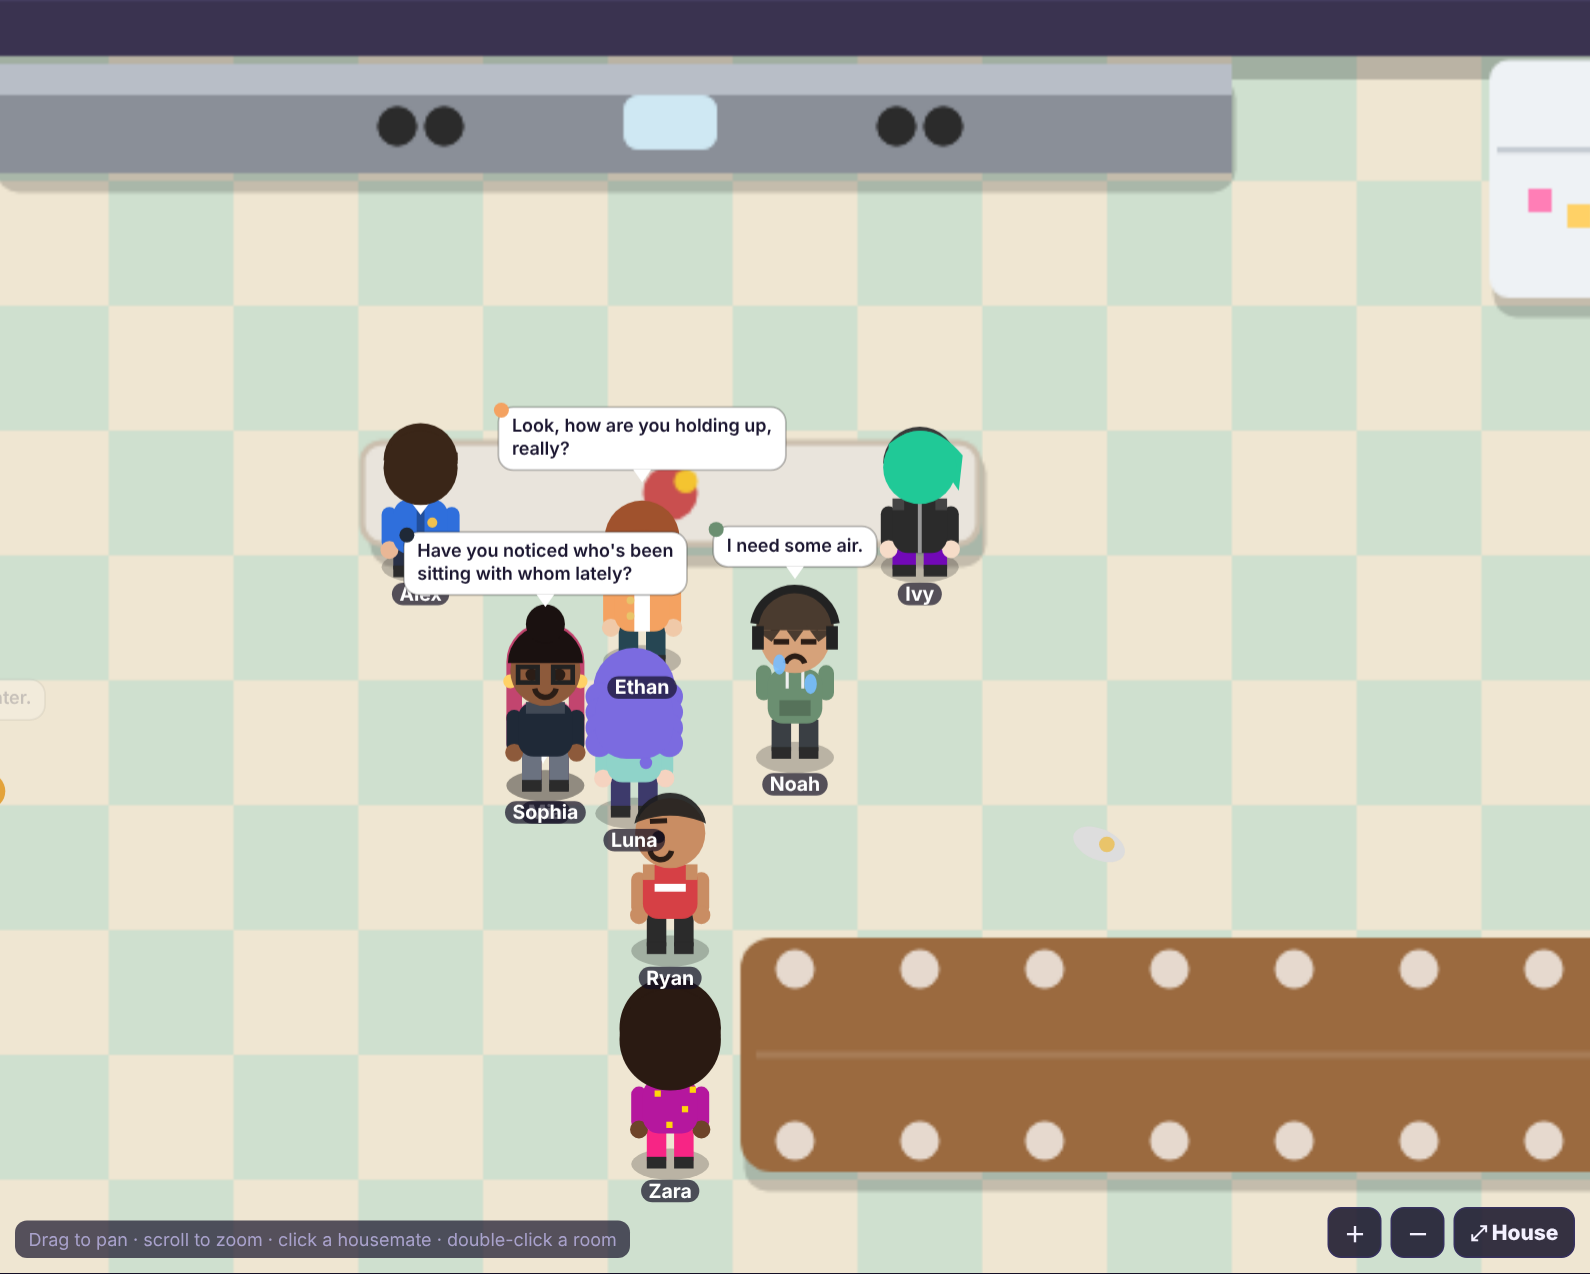 Look, how are you holding up,
really?
Have you noticed who's been
sitting with whom lately?
I need some air.
Alex
Ivy
Ethan
Noah
Sophia
Luna
Ryan
Zara
Drag to pan · scroll to zoom · click a housemate · double-click a room
+
−
House